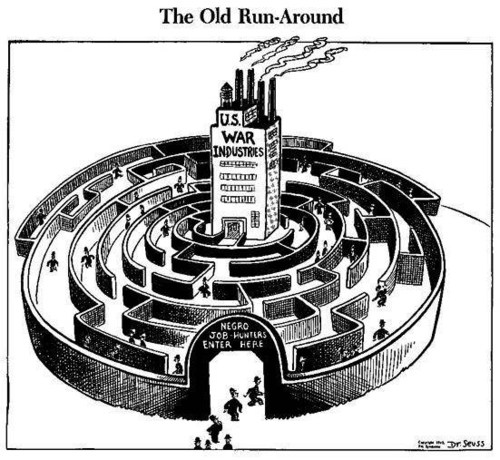 The Old Run-Around
U.S.
WAR
INDUSTRIES
NEGRO
JOB-HUNTERS
ENTER HERE
Dr. Seuss